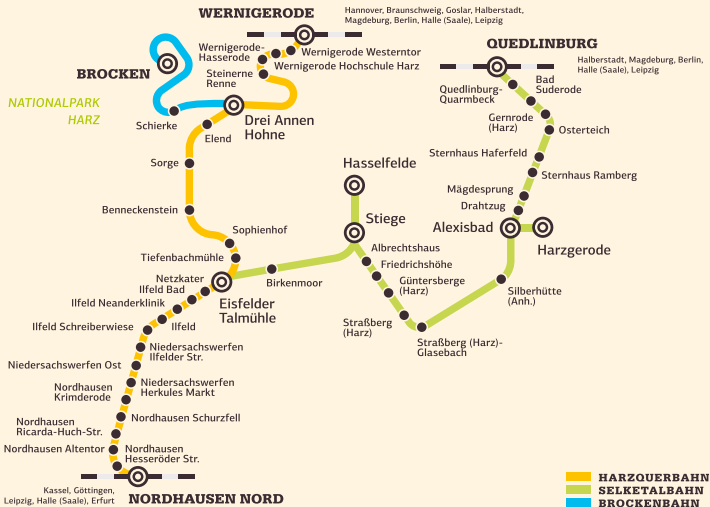 WERNIGERODE
Hannover, Braunschweig, Goslar, Halberstadt,
Magdeburg, Berlin, Halle (Saale), Leipzig
Wernigerode-
Hasserode
Wernigerode Westerntor
Wernigerode Hochschule Harz
Steinerne
Renne
BROCKEN
NATIONALPARK
HARZ
Schierke
Drei Annen
Hohne
Elend
Sorge
Benneckenstein
Sophienhof
Tiefenbachmühle
Netzkater
Ilfeld Bad
Ilfeld Neanderklinik
Ilfeld Schreiberwiese
Ilfeld
Eisfelder
Talmühle
Birkenmoor
Niedersachswerfen
Ilfelder Str.
Niedersachswerfen Ost
Niedersachswerfen
Herkules Markt
Nordhausen
Krimderode
Nordhausen Schurzfell
Nordhausen
Ricarda-Huch-Str.
Nordhausen Altentor
Nordhausen
Hesseröder Str.
Kassel, Göttingen,
Leipzig, Halle (Saale), Erfurt
NORDHAUSEN NORD
QUEDLINBURG
Halberstadt, Magdeburg, Berlin,
Halle (Saale), Leipzig
Quedlinburg-
Quarmbeck
Bad
Suderode
Gernrode
(Harz)
Osterteich
Sternhaus Haferfeld
Sternhaus Ramberg
Mägdesprung
Drahtzug
Alexisbad
Harzgerode
Silberhütte
(Anh.)
Hasselfelde
Stiege
Albrechtshaus
Friedrichshöhe
Güntersberge
(Harz)
Straßberg
(Harz)
Straßberg (Harz)-
Glasebach
HARZQUERBAHN
SELKETALBAHN
BROCKENBAHN